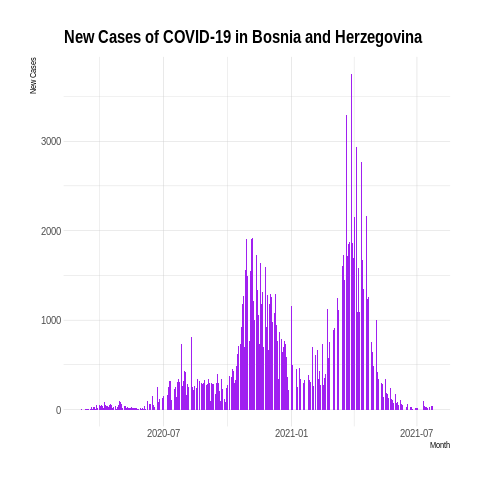 New Cases of COVID-19 in Bosnia and Herzegovina
New Cases
3000
2000
1000
0
2020-07
2021-01
2021-07
Month